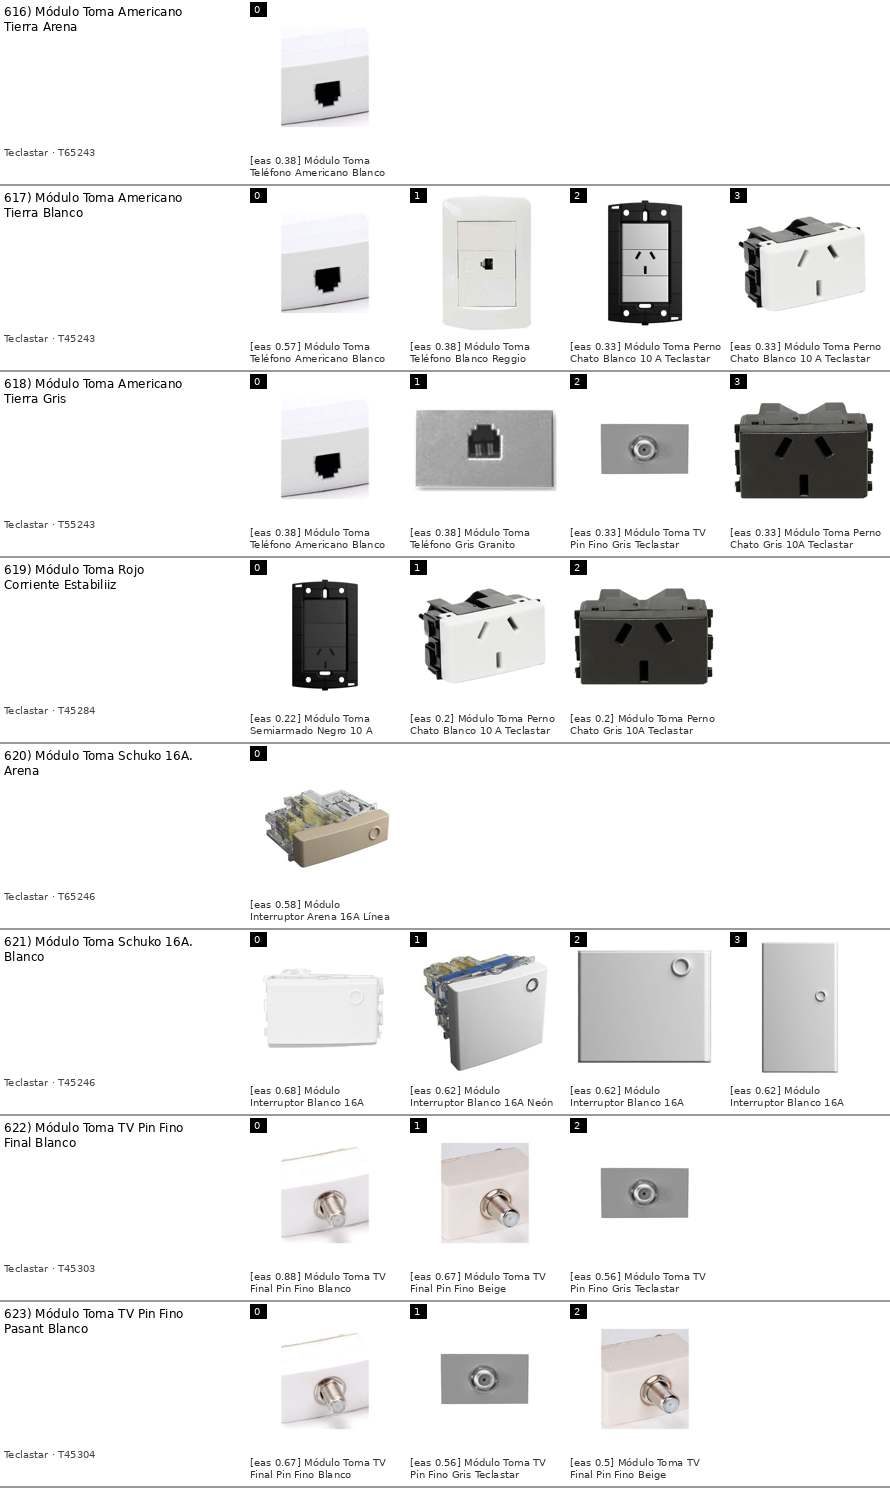 616) Módulo Toma Americano
Tierra Arena
Teclastar · T65243
0
[eas 0.38] Módulo Toma
Teléfono Americano Blanco
617) Módulo Toma Americano
Tierra Blanco
Teclastar · T45243
0
[eas 0.57] Módulo Toma
Teléfono Americano Blanco
1
[eas 0.38] Módulo Toma
Teléfono Blanco Reggio
2
[eas 0.33] Módulo Toma Perno
Chato Blanco 10 A Teclastar
3
[eas 0.33] Módulo Toma Perno
Chato Blanco 10 A Teclastar
618) Módulo Toma Americano
Tierra Gris
Teclastar · T55243
0
[eas 0.38] Módulo Toma
Teléfono Americano Blanco
1
[eas 0.38] Módulo Toma
Teléfono Gris Granito
2
[eas 0.33] Módulo Toma TV
Pin Fino Gris Teclastar
3
[eas 0.33] Módulo Toma Perno
Chato Gris 10A Teclastar
619) Módulo Toma Rojo
Corriente Estabiliiz
Teclastar · T45284
0
[eas 0.22] Módulo Toma
Semiarmado Negro 10 A
1
[eas 0.2] Módulo Toma Perno
Chato Blanco 10 A Teclastar
2
[eas 0.2] Módulo Toma Perno
Chato Gris 10A Teclastar
620) Módulo Toma Schuko 16A.
Arena
Teclastar · T65246
0
[eas 0.58] Módulo
Interruptor Arena 16A Línea
621) Módulo Toma Schuko 16A.
Blanco
Teclastar · T45246
0
[eas 0.68] Módulo
Interruptor Blanco 16A
1
[eas 0.62] Módulo
Interruptor Blanco 16A Neón
2
[eas 0.62] Módulo
Interruptor Blanco 16A
3
[eas 0.62] Módulo
Interruptor Blanco 16A
622) Módulo Toma TV Pin Fino
Final Blanco
Teclastar · T45303
0
[eas 0.88] Módulo Toma TV
Final Pin Fino Blanco
1
[eas 0.67] Módulo Toma TV
Final Pin Fino Beige
2
[eas 0.56] Módulo Toma TV
Pin Fino Gris Teclastar
623) Módulo Toma TV Pin Fino
Pasant Blanco
Teclastar · T45304
0
[eas 0.67] Módulo Toma TV
Final Pin Fino Blanco
1
[eas 0.56] Módulo Toma TV
Pin Fino Gris Teclastar
2
[eas 0.5] Módulo Toma TV
Final Pin Fino Beige